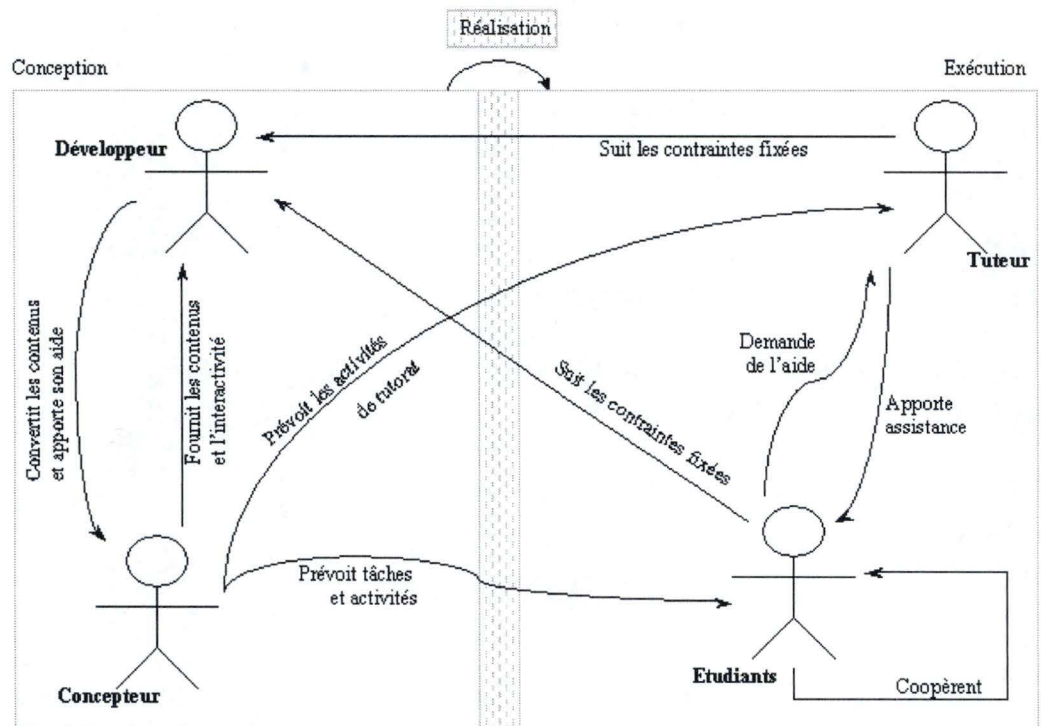 Réalisation
Conception
Exécution
Développeur
Suit les contraintes fixées
Tuteur
Convertit les contenus
et apporte son aide
Fournit les contenus
et l'interactivité
Prévoit les activités
de tutorat
Suit les contraintes fixées
Demande
de l'aide
Apporte
assistance
Prévoit tâches
et activités
Concepteur
Etudiants
Coopèrent